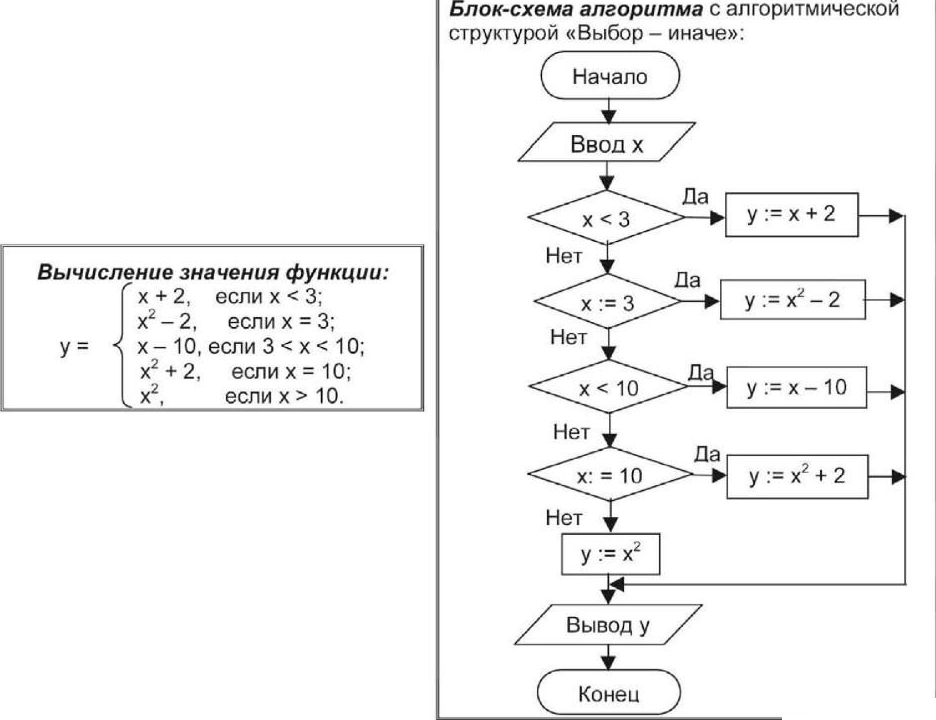 Вычисление значения функции:
x + 2, если x < 3;
x² – 2, если x = 3;
y = x – 10, если 3 < x < 10;
x² + 2, если x = 10;
x², если x > 10.
Блок-схема алгоритма с алгоритмической
структурой «Выбор – иначе»:
Начало
Ввод x
x < 3
Да
y := x + 2
Нет
x := 3
Да
y := x² – 2
Нет
x < 10
Да
y := x – 10
Нет
x: = 10
Да
y := x² + 2
Нет
y := x²
Вывод y
Конец